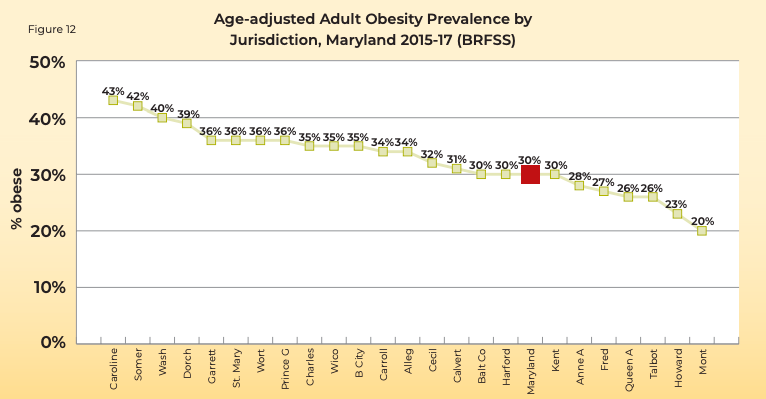 Age-adjusted Adult Obesity Prevalence by
Jurisdiction, Maryland 2015-17 (BRFSS)
Figure 12
50%
40%
30%
20%
10%
0%
% obese
43%
42%
40%
39%
36%
36%
36%
36%
35%
35%
35%
34%
34%
32%
31%
30%
30%
30%
30%
28%
27%
26%
26%
23%
20%
Caroline
Somer
Wash
Dorch
Garrett
St. Mary
Wort
Prince G
Charles
Wico
B City
Carroll
Alleg
Cecil
Calvert
Balt Co
Harford
Maryland
Kent
Anne A
Fred
Queen A
Talbot
Howard
Mont